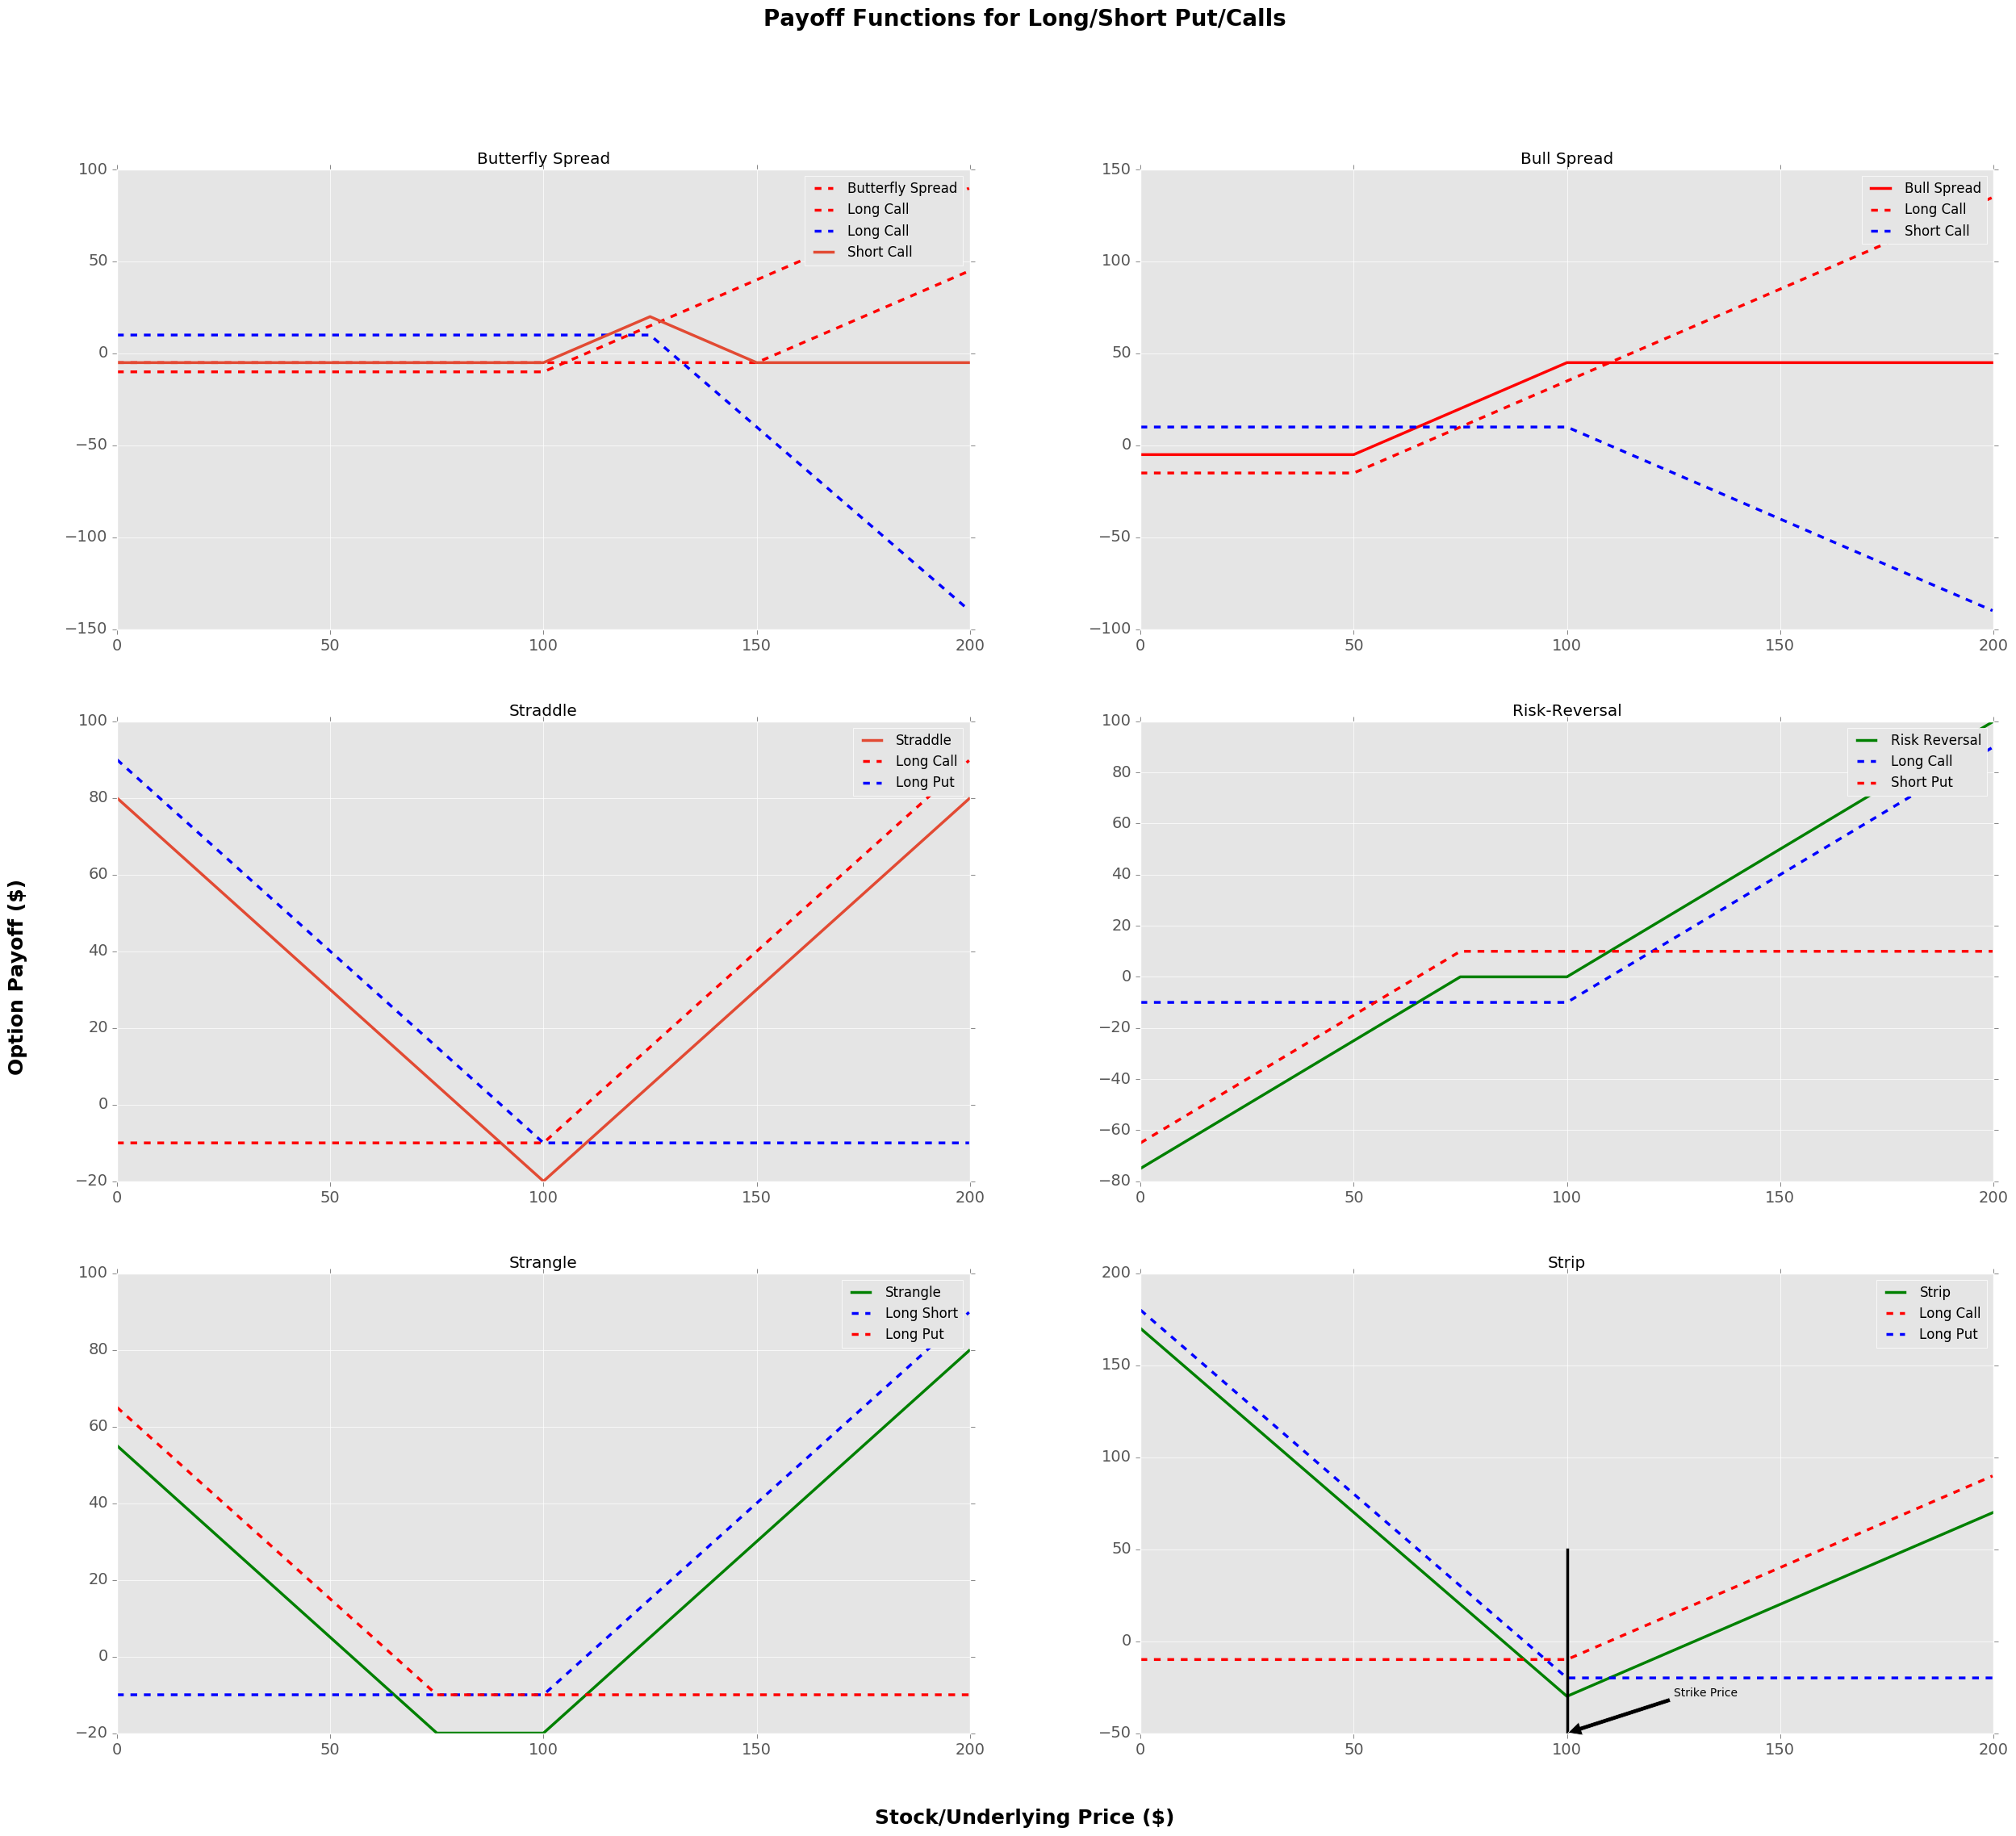 Payoff Functions for Long/Short Put/Calls
Butterfly Spread
100
50
0
−50
−100
−150
0 50 100 150 200
Butterfly Spread
Long Call
Long Call
Short Call
Bull Spread
150
100
50
0
−50
−100
0 50 100 150 200
Bull Spread
Long Call
Short Call
Straddle
100
80
60
40
20
0
−20
0 50 100 150 200
Straddle
Long Call
Long Put
Risk-Reversal
100
80
60
40
20
0
−20
−40
−60
−80
0 50 100 150 200
Risk Reversal
Long Call
Short Put
Option Payoff ($)
Strangle
100
80
60
40
20
0
−20
0 50 100 150 200
Strangle
Long Short
Long Put
Strip
200
150
100
50
0
−50
0 50 100 150 200
Strip
Long Call
Long Put
Strike Price
Stock/Underlying Price ($)